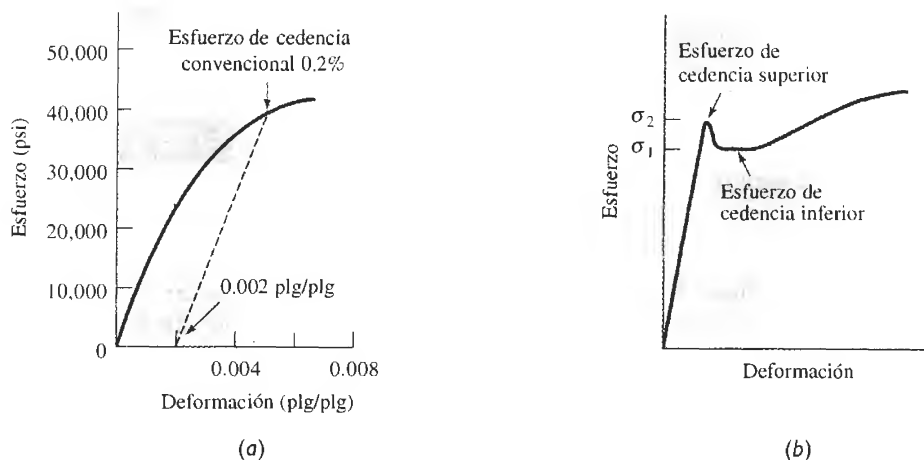 50,000
40,000
30,000
20,000
10,000
0
Esfuerzo (psi)
Esfuerzo de cedencia
convencional 0.2%
0.002 plg/plg
0.004
0.008
Deformación (plg/plg)
(a)
Esfuerzo de
cedencia superior
σ2
σ1
Esfuerzo
Esfuerzo de
cedencia inferior
Deformación
(b)